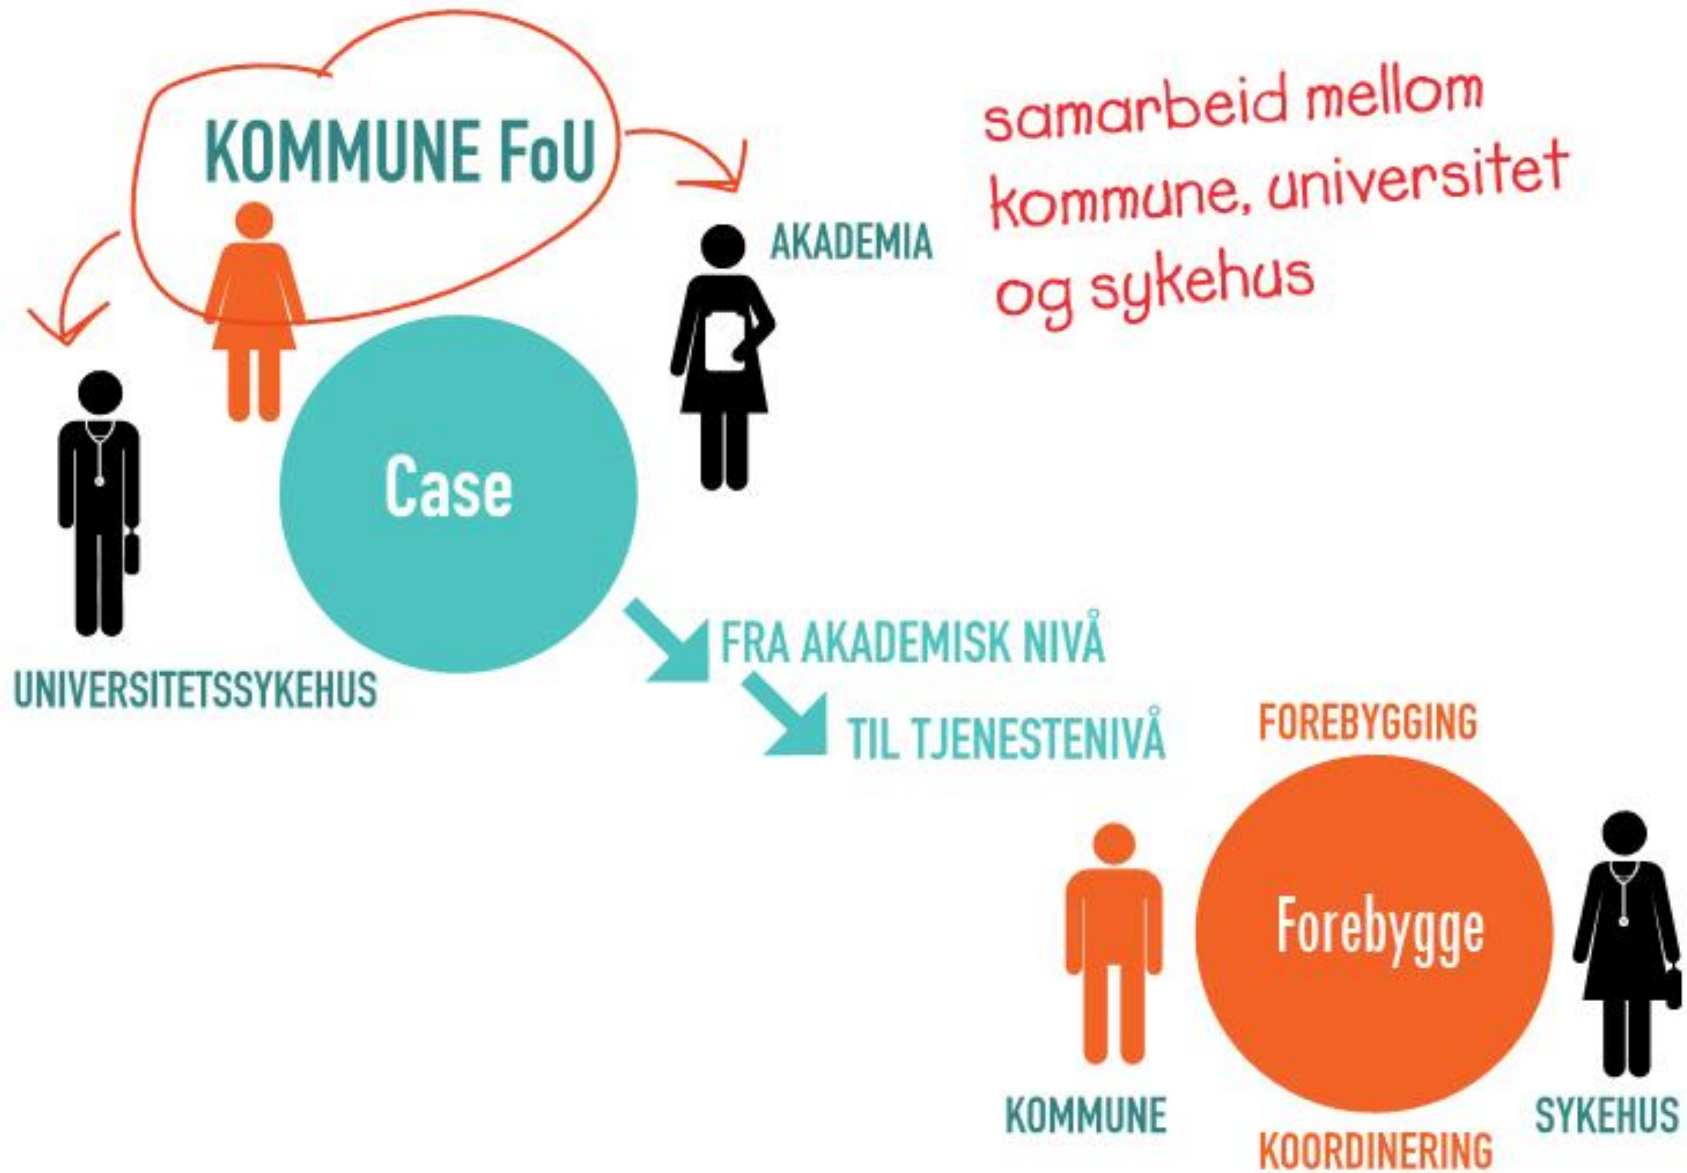 KOMMUNE FoU
samarbeid mellom
kommune, universitet
og sykehus
AKADEMIA
Case
UNIVERSITETSSYKEHUS
FRA AKADEMISK NIVÅ
TIL TJENESTENIVÅ
FOREBYGGING
Forebygge
KOMMUNE
SYKEHUS
KOORDINERING